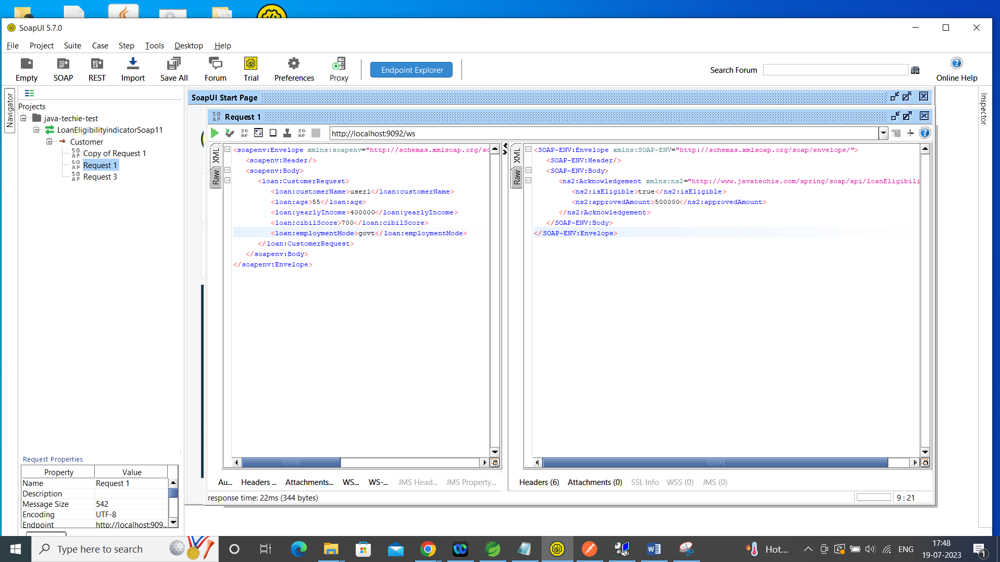 SoapUI 5.7.0
File Project Suite Case Step Tools Desktop Help
Empty SOAP REST Import Save All Forum Trial Preferences Proxy
Endpoint Explorer
Search Forum
Online Help
Navigator
Projects
java-techie-test
LoanEligibilityindicatorSoap11
Customer
Copy of Request 1
Request 1
Request 3
SoapUI Start Page
Request 1
http://localhost:9092/ws
XML
Raw
<soapenv:Envelope xmlns:soapenv="http://schemas.xmlsoap.org/so
<soapenv:Header/>
<soapenv:Body>
<loan:CustomerRequest>
<loan:customerName>user1</loan:customerName>
<loan:age>55</loan:age>
<loan:yearlyIncome>400000</loan:yearlyIncome>
<loan:cibilScore>700</loan:cibilScore>
<loan:employmentMode>govt</loan:employmentMode>
</loan:CustomerRequest>
</soapenv:Body>
</soapenv:Envelope>
XML
Raw
<SOAP-ENV:Envelope xmlns:SOAP-ENV="http://schemas.xmlsoap.org/soap/envelope/">
<SOAP-ENV:Header/>
<SOAP-ENV:Body>
<ns2:Acknowledgement xmlns:ns2="http://www.javatechie.com/spring/soap/api/loanEligibili
<ns2:isEligible>true</ns2:isEligible>
<ns2:approvedAmount>500000</ns2:approvedAmount>
</ns2:Acknowledgement>
</SOAP-ENV:Body>
</SOAP-ENV:Envelope>
Inspector
Au... Headers ... Attachments... WS... WS-... JMS Head... JMS Property...
Headers (6) Attachments (0) SSL Info WSS (0) JMS (0)
response time: 22ms (344 bytes)
9 : 21
Request Properties
Property Value
Name Request 1
Description
Message Size 542
Encoding UTF-8
Endpoint http://localhost:909...
Type here to search
Hot...
ENG
17:48
19-07-2023
1